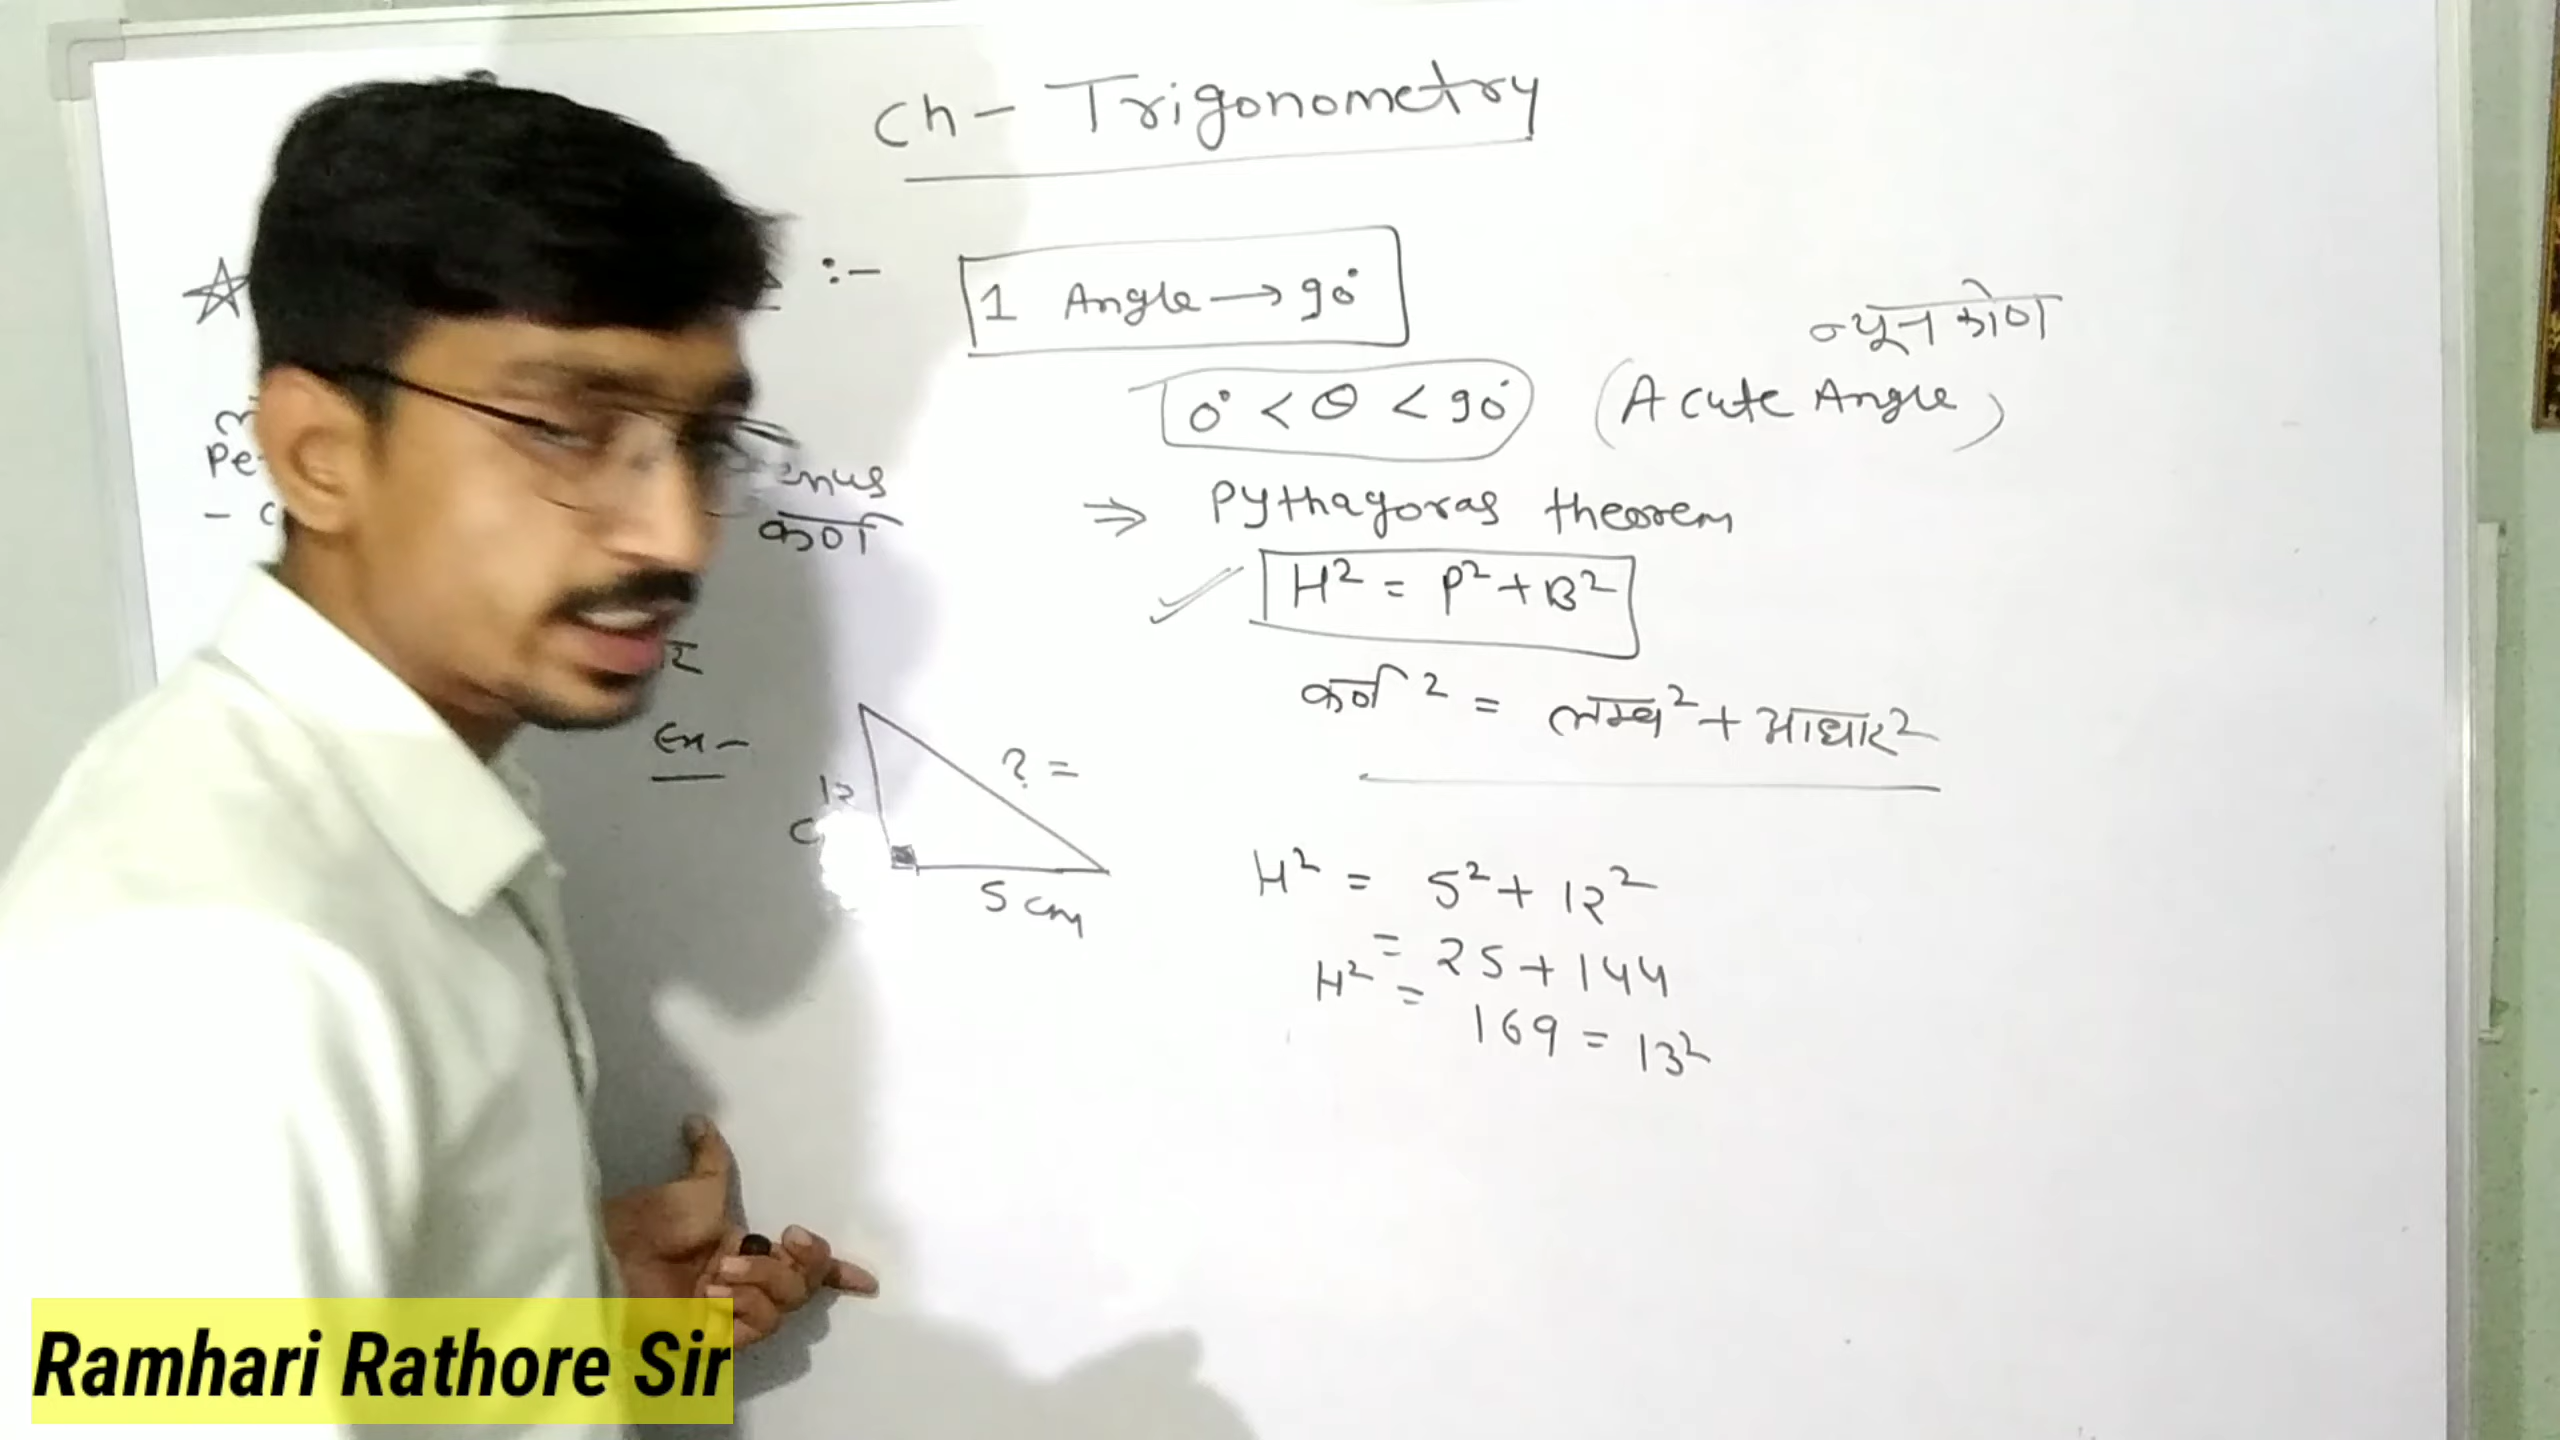 Ch - Trigonometry
:-
1 Angle → 90°
न्यून कोण
0° < θ < 90°
(Acute Angle)
कर्ण
⇒ Pythagoras theorem
H² = P² + B²
कर्ण² = लम्ब² + आधार²
Ex -
? =
12
5 cm
H² = 5² + 12²
= 25 + 144
H² = 169 = 13²
Ramhari Rathore Sir